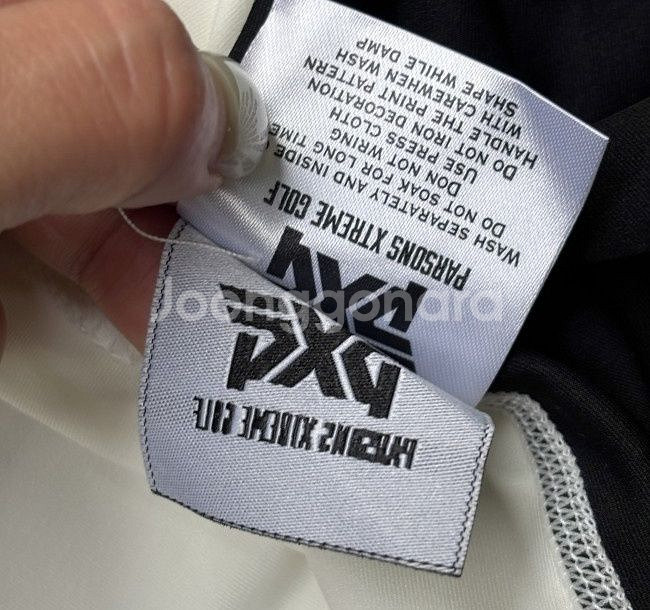 PARSONS XTREME GOLF
PXG
PXG
PARSONS XTREME GOLF
WASH SEPARATELY AND INSIDE
DO NOT SOAK FOR LONG TIME
DON NOT WRING
USE PRESS CLOTH
DO NOT IRON DECORATION
HANDLE THE PRINT PATTERN
WITH CAREWHEN WASH
SHAPE WHILE DAMP
Joenggonara